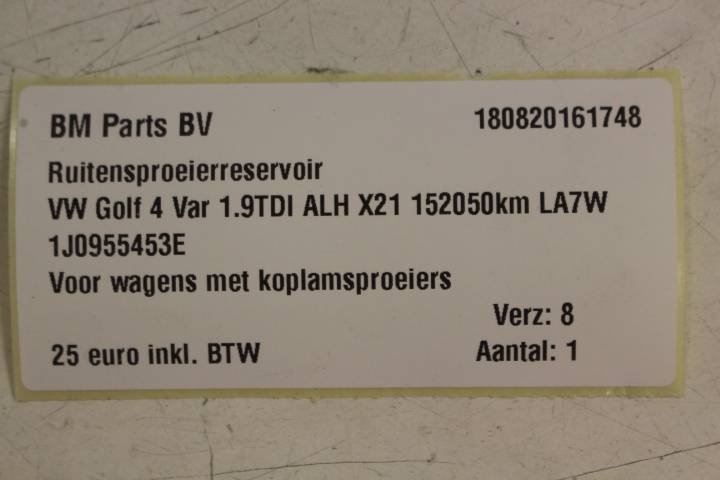 BM Parts BV 180820161748
Ruitensproeierreservoir
VW Golf 4 Var 1.9TDI ALH X21 152050km LA7W
1J0955453E
Voor wagens met koplamsproeiers
Verz: 8
25 euro inkl. BTW Aantal: 1